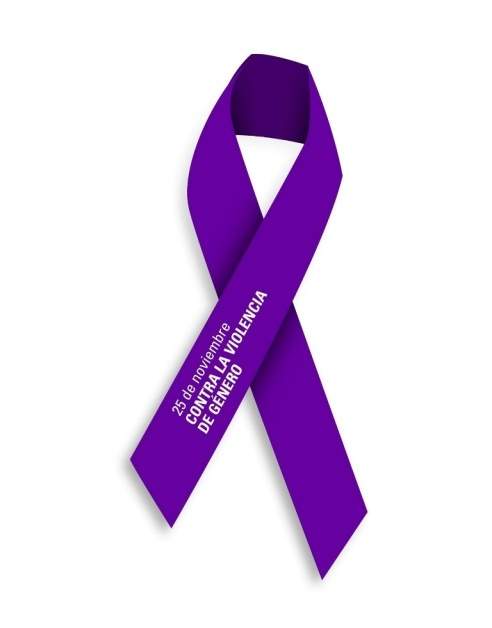 25 de noviembre
CONTRA LA VIOLENCIA
DE GÉNERO